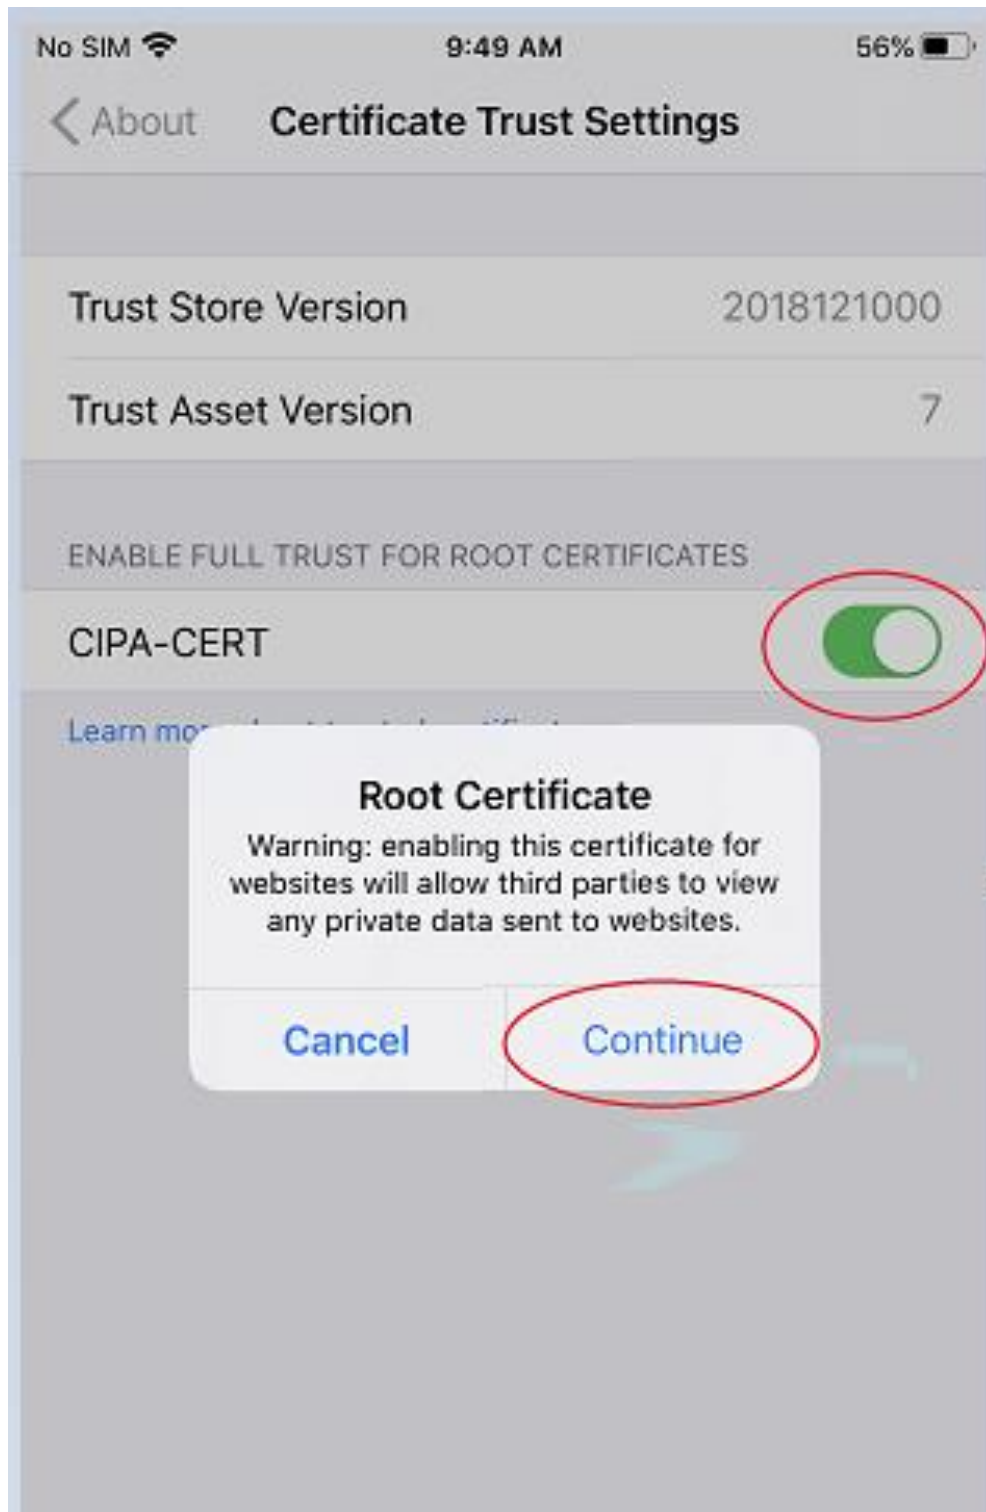 No SIM 9:49 AM 56%
About Certificate Trust Settings
Trust Store Version 2018121000
Trust Asset Version 7
ENABLE FULL TRUST FOR ROOT CERTIFICATES
CIPA-CERT
Learn
Root Certificate
Warning: enabling this certificate for
websites will allow third parties to view
any private data sent to websites.
Cancel Continue